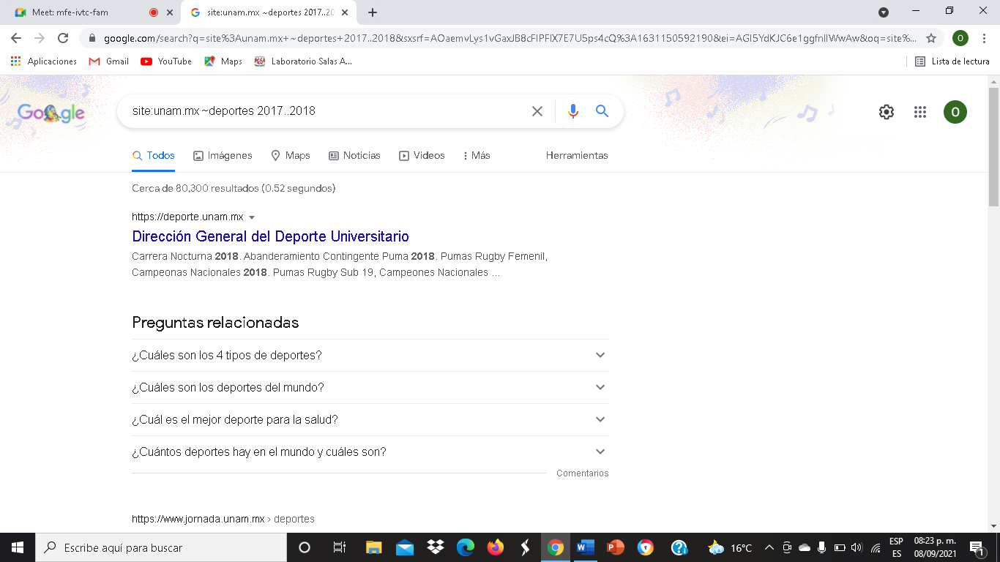 Meet: mfe-ivtc-fam
site:unam.mx ~deportes 2017..20
google.com/search?q=site%3Aunam.mx+~deportes+2017..2018&sxsrf=
Aplicaciones
Gmail
YouTube
Maps
Laboratorio Salas A...
Lista de lectura
Google
site:unam.mx ~deportes 2017..2018
O
Todos
Imágenes
Maps
Noticias
Videos
Más
Herramientas
Cerca de 80,300 resultados (0.52 segundos)
https://deporte.unam.mx
Dirección General del Deporte Universitario
Carrera Nocturna 2018. Abanderamiento Contingente Puma 2018. Pumas Rugby Femenil,
Campeonas Nacionales 2018. Pumas Rugby Sub 19, Campeones Nacionales ...
Preguntas relacionadas
¿Cuáles son los 4 tipos de deportes?
¿Cuáles son los deportes del mundo?
¿Cuál es el mejor deporte para la salud?
¿Cuántos deportes hay en el mundo y cuáles son?
Comentarios
https://www.jornada.unam.mx › deportes
Escribe aquí para buscar
16°C
ESP
ES
08:23 p. m.
08/09/2021
1